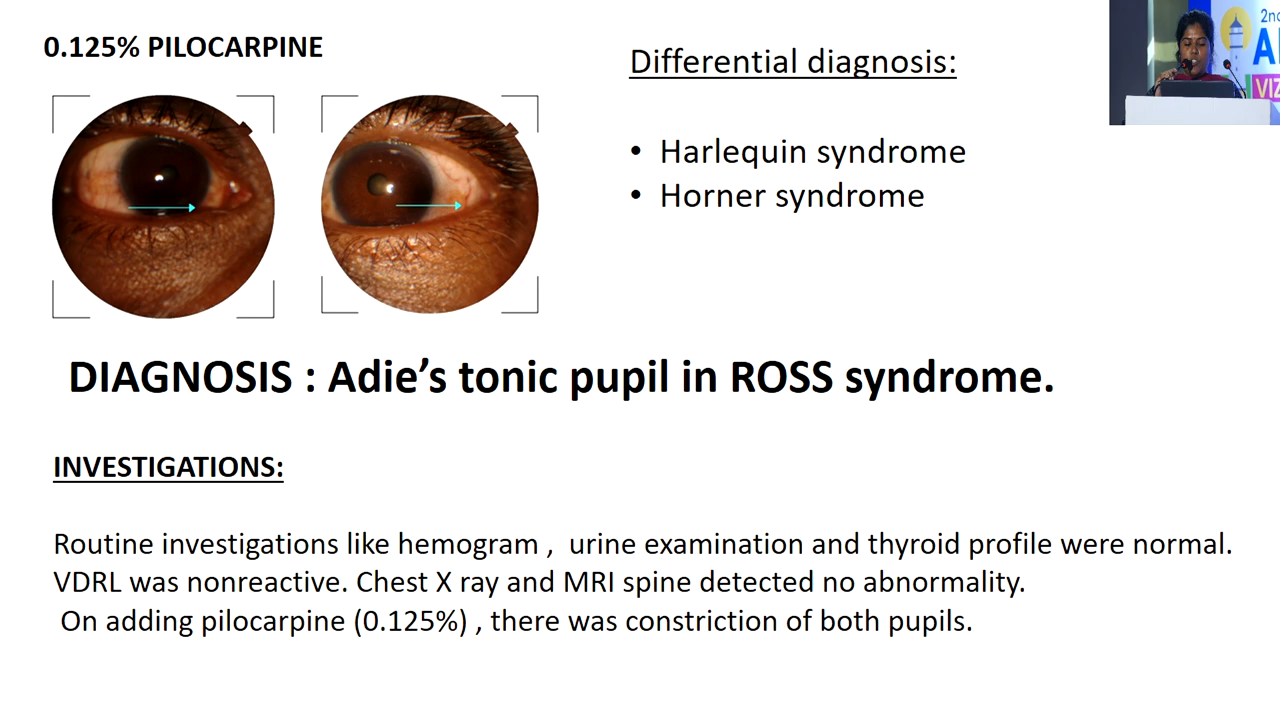 0.125% PILOCARPINE
Differential diagnosis:
• Harlequin syndrome
• Horner syndrome
DIAGNOSIS : Adie’s tonic pupil in ROSS syndrome.
INVESTIGATIONS:
Routine investigations like hemogram , urine examination and thyroid profile were normal.
VDRL was nonreactive. Chest X ray and MRI spine detected no abnormality.
On adding pilocarpine (0.125%) , there was constriction of both pupils.
2nd
VIZ